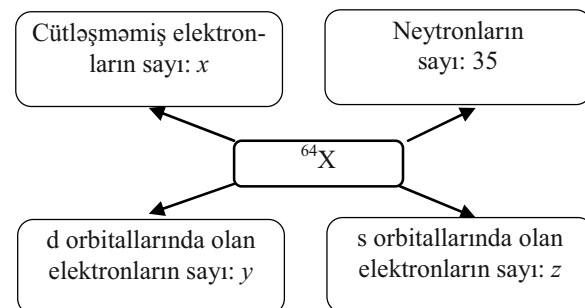 Cütləşməmiş elektron-
ların sayı: x
Neytronların
sayı: 35
⁶⁴X
d orbitallarında olan
elektronların sayı: y
s orbitallarında olan
elektronların sayı: z